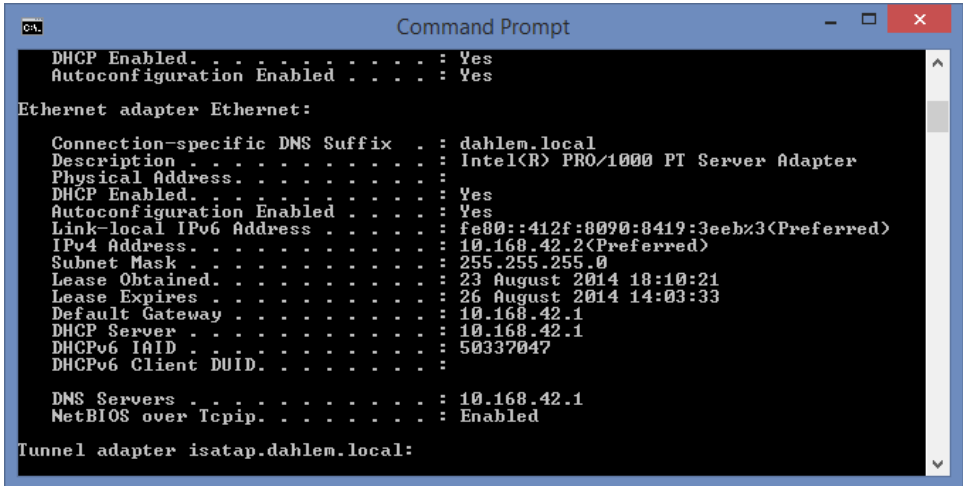 Command Prompt
DHCP Enabled. . . . . . . . . . . : Yes
Autoconfiguration Enabled . . . . : Yes
Ethernet adapter Ethernet:
Connection-specific DNS Suffix  . : dahlem.local
Description . . . . . . . . . . . : Intel(R) PRO/1000 PT Server Adapter
Physical Address. . . . . . . . . :
DHCP Enabled. . . . . . . . . . . : Yes
Autoconfiguration Enabled . . . . : Yes
Link-local IPv6 Address . . . . . : fe80::412f:8090:8419:3eeb%3(Preferred)
IPv4 Address. . . . . . . . . . . : 10.168.42.2(Preferred)
Subnet Mask . . . . . . . . . . . : 255.255.255.0
Lease Obtained. . . . . . . . . . : 23 August 2014 18:10:21
Lease Expires . . . . . . . . . . : 26 August 2014 14:03:33
Default Gateway . . . . . . . . . : 10.168.42.1
DHCP Server . . . . . . . . . . . : 10.168.42.1
DHCPv6 IAID . . . . . . . . . . . : 50337047
DHCPv6 Client DUID. . . . . . . . :
DNS Servers . . . . . . . . . . . : 10.168.42.1
NetBIOS over Tcpip. . . . . . . . : Enabled
Tunnel adapter isatap.dahlem.local: